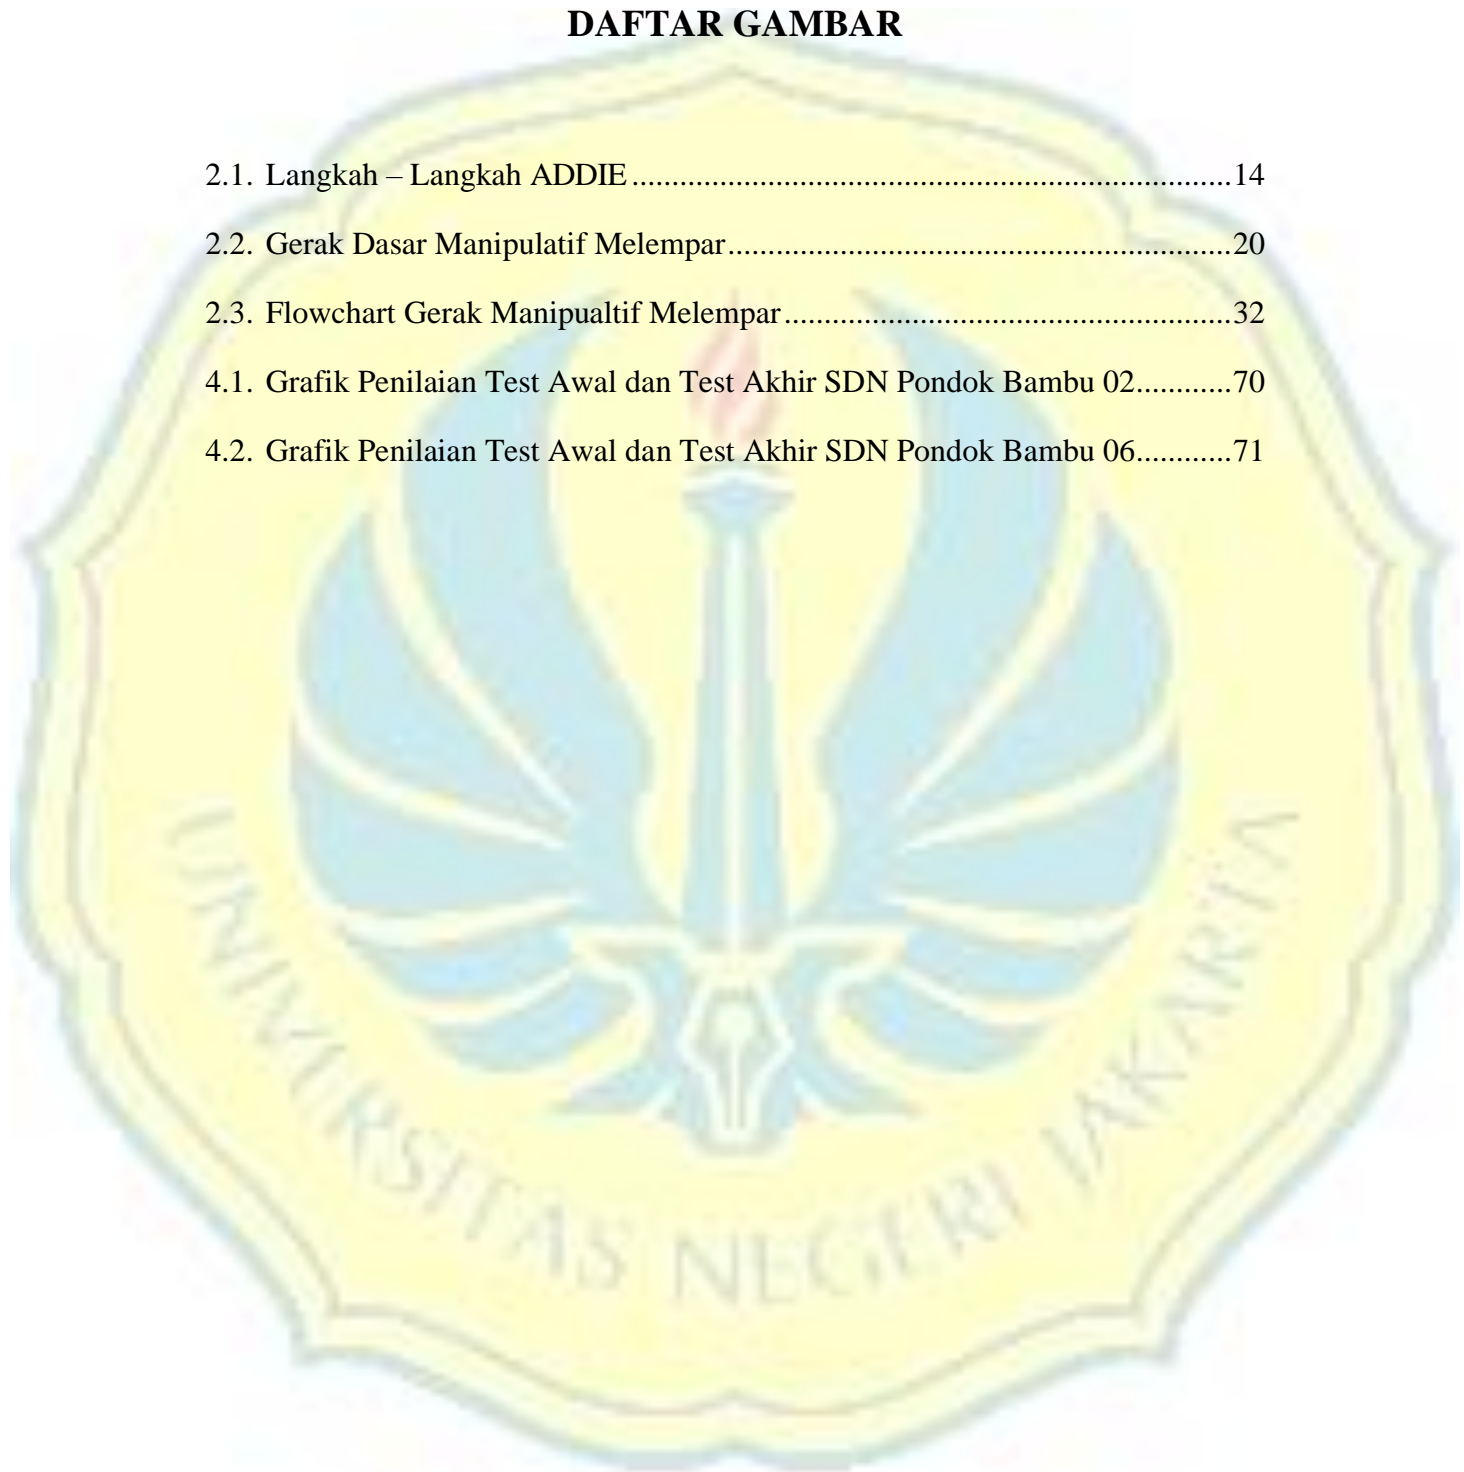 DAFTAR GAMBAR
2.1. Langkah – Langkah ADDIE......................................................................14
2.2. Gerak Dasar Manipulatif Melempar..........................................................20
2.3. Flowchart Gerak Manipualtif Melempar....................................................32
4.1. Grafik Penilaian Test Awal dan Test Akhir SDN Pondok Bambu 02............70
4.2. Grafik Penilaian Test Awal dan Test Akhir SDN Pondok Bambu 06............71
UNIVERSITAS NEGERI JAKARTA